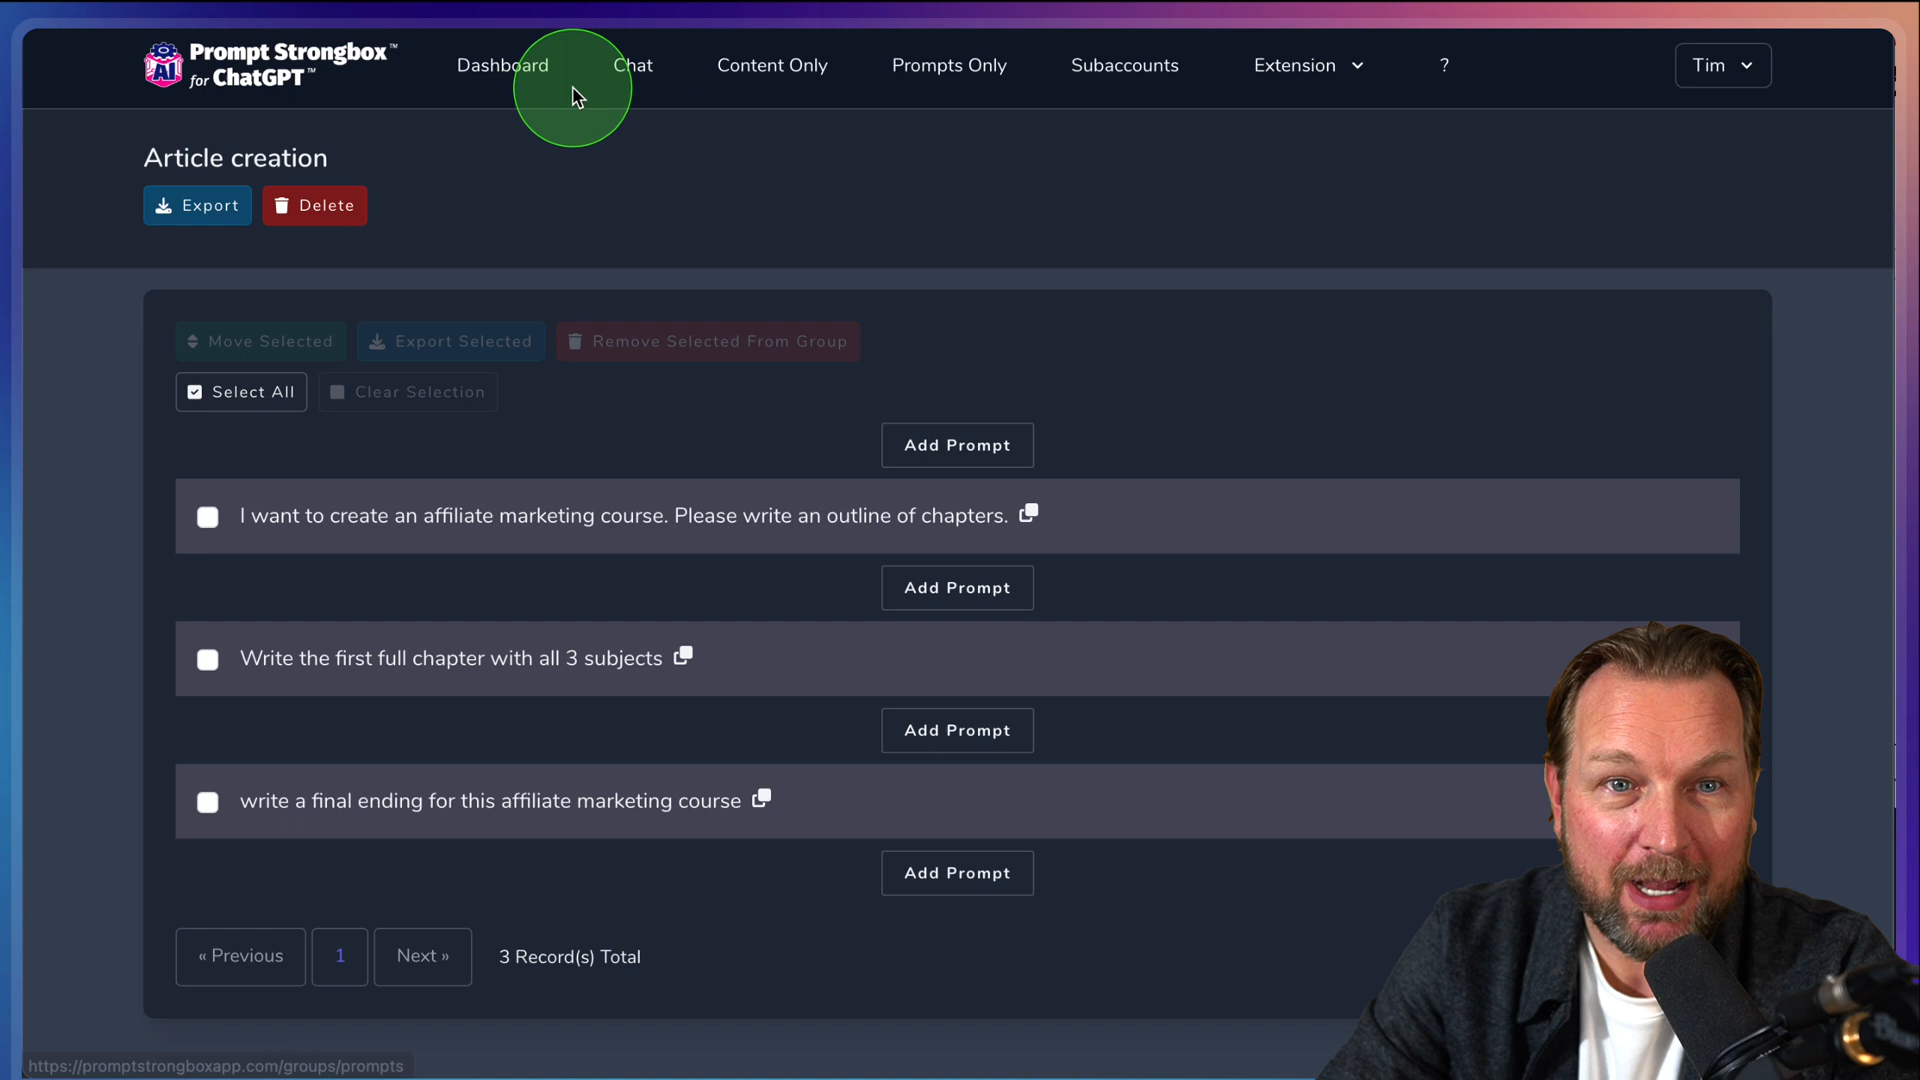 Prompt Strongbox™
for ChatGPT™
Dashboard
Chat
Content Only
Prompts Only
Subaccounts
Extension
?
Tim
AI
Article creation
Export
Delete
Move Selected
Export Selected
Remove Selected From Group
Select All
Clear Selection
Add Prompt
I want to create an affiliate marketing course. Please write an outline of chapters.
Add Prompt
Write the first full chapter with all 3 subjects
Add Prompt
write a final ending for this affiliate marketing course
Add Prompt
« Previous
1
Next »
3 Record(s) Total
https://promptstrongboxapp.com/groups/prompts